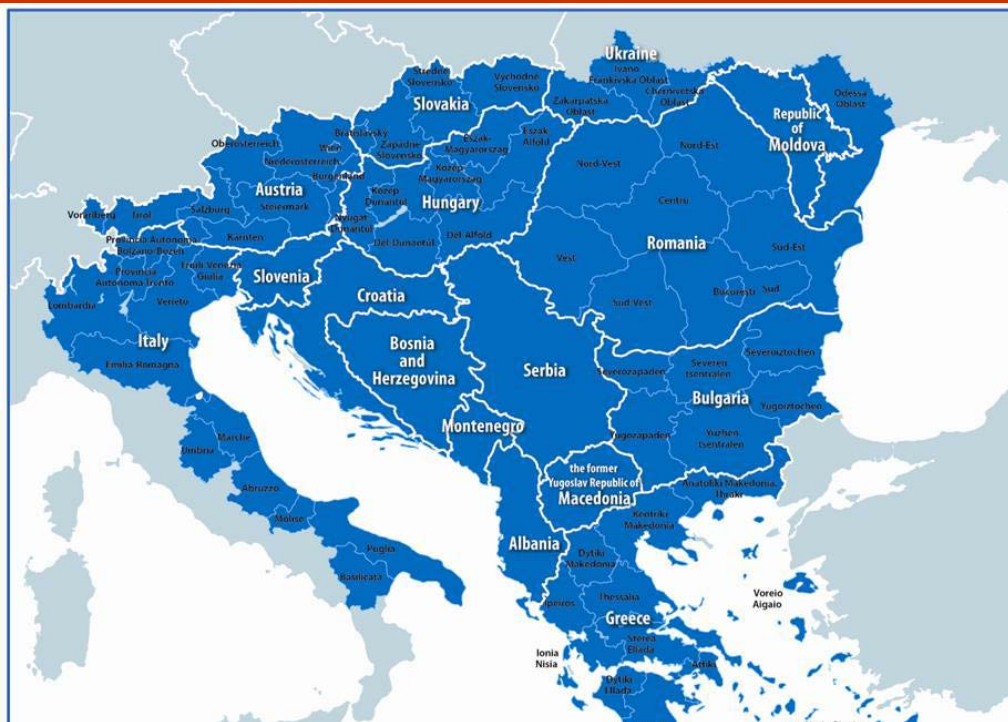 Ukraine
Ivano
Frankivska Oblast
Chernivetska
Oblast
Zakarpatska
Oblast
Odessa
Oblast
Republic
of
Moldova
Stredne
Slovensko
Vychodne
Slovensko
Slovakia
Bratislavsky
Zapadne
Slovensko
Oberosterreich
Wien
Niederosterreich
Burgenland
Austria
Steiermark
Vorarlberg
Tirol
Salzburg
Karnten
Eszak-
Magyarorszag
Eszak
Alfold
Kozep
Magyarorszag
Kozep
Dunantul
Hungary
Nyugat
Dunantul
Del-Dunantul
Del-Alfold
Nord-Vest
Nord-Est
Centru
Romania
Vest
Sud-Est
Sud-Vest
Bucuresti
Sud
Provincia Autonoma
Bolzano-Bozen
Provincia
Autonoma Trento
Friuli-Venezia
Giulia
Lombardia
Veneto
Italy
Emilia Romagna
Slovenia
Croatia
Bosnia
and
Herzegovina
Serbia
Montenegro
Severozapaden
Severen
tsentralen
Severoiztochen
Bulgaria
Yugoiztochen
Yugozapaden
Yuzhen
tsentralen
Umbria
Marche
Abruzzo
Molise
Puglia
Basilicata
the former
Yugoslav Republic of
Macedonia
Albania
Anatoliki Makedonia,
Thraki
Kentriki
Makedonia
Dytiki
Makedonia
Ipeiros
Thessalia
Greece
Voreio
Aigaio
Ionia
Nisia
Sterea
Ellada
Attiki
Dytiki
Ellada